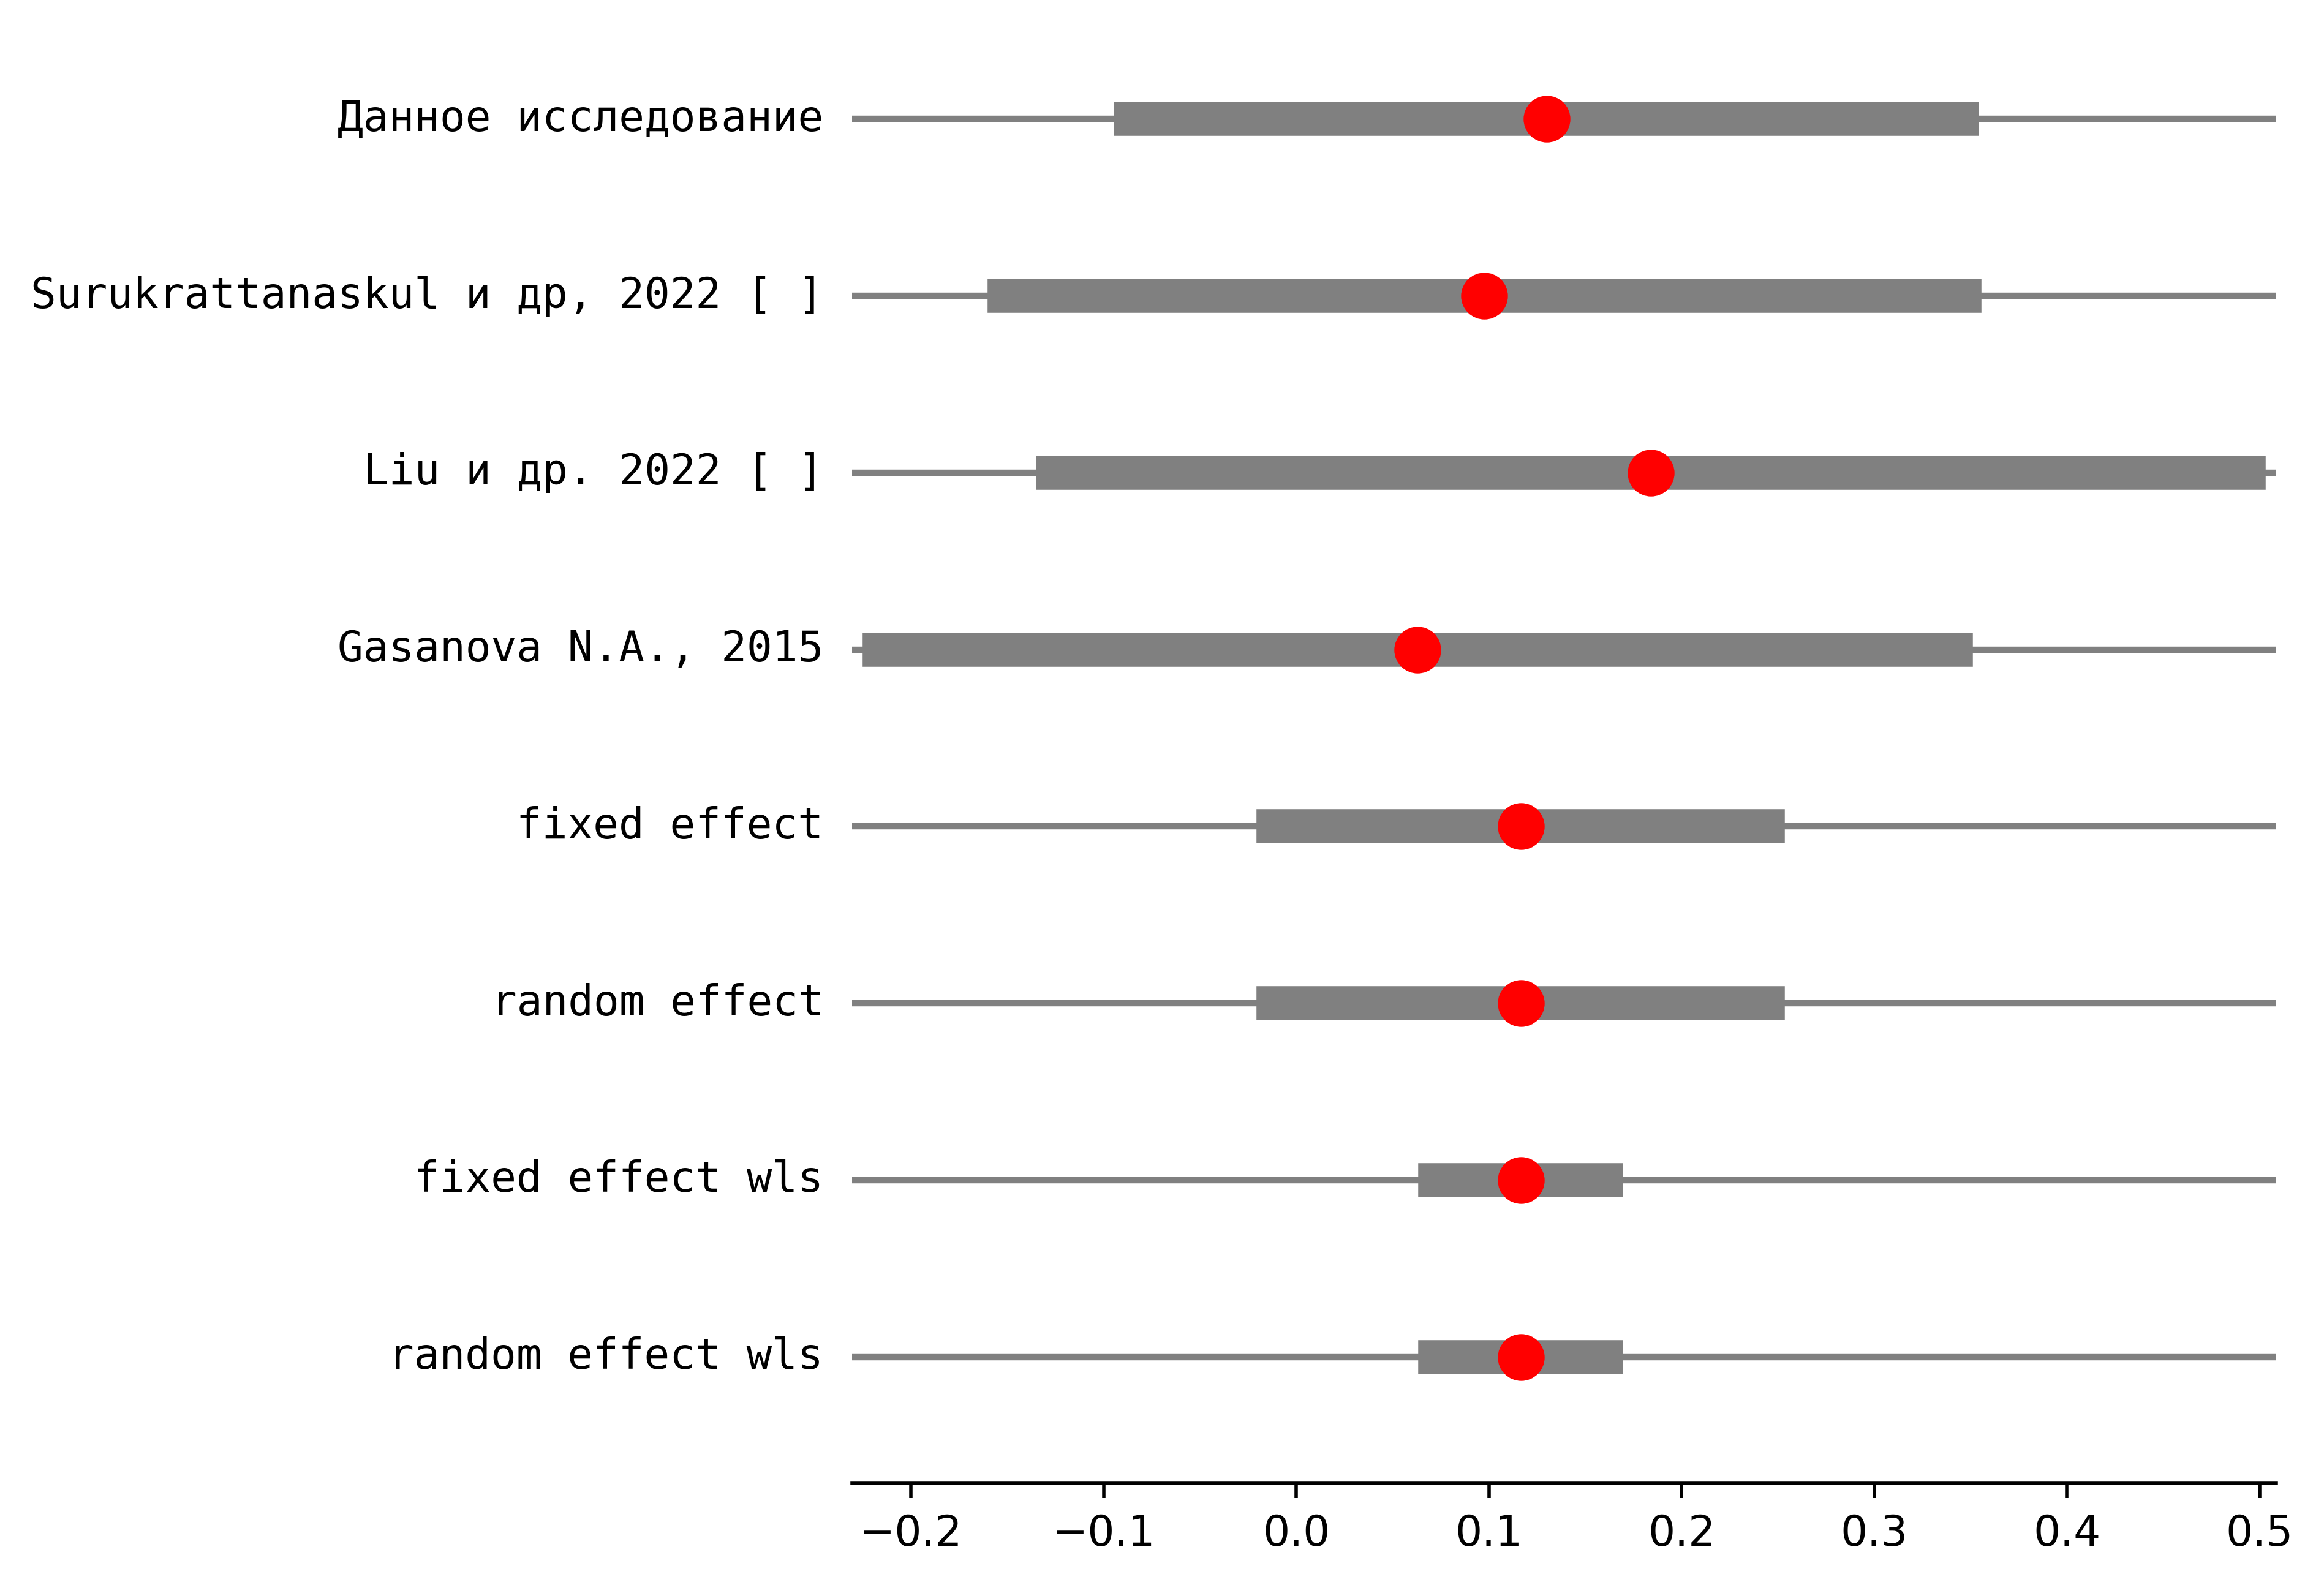 Данное исследование
Surukrattanaskul и др, 2022 [ ]
Liu и др. 2022 [ ]
Gasanova N.A., 2015
fixed effect
random effect
fixed effect wls
random effect wls
−0.2 −0.1 0.0 0.1 0.2 0.3 0.4 0.5